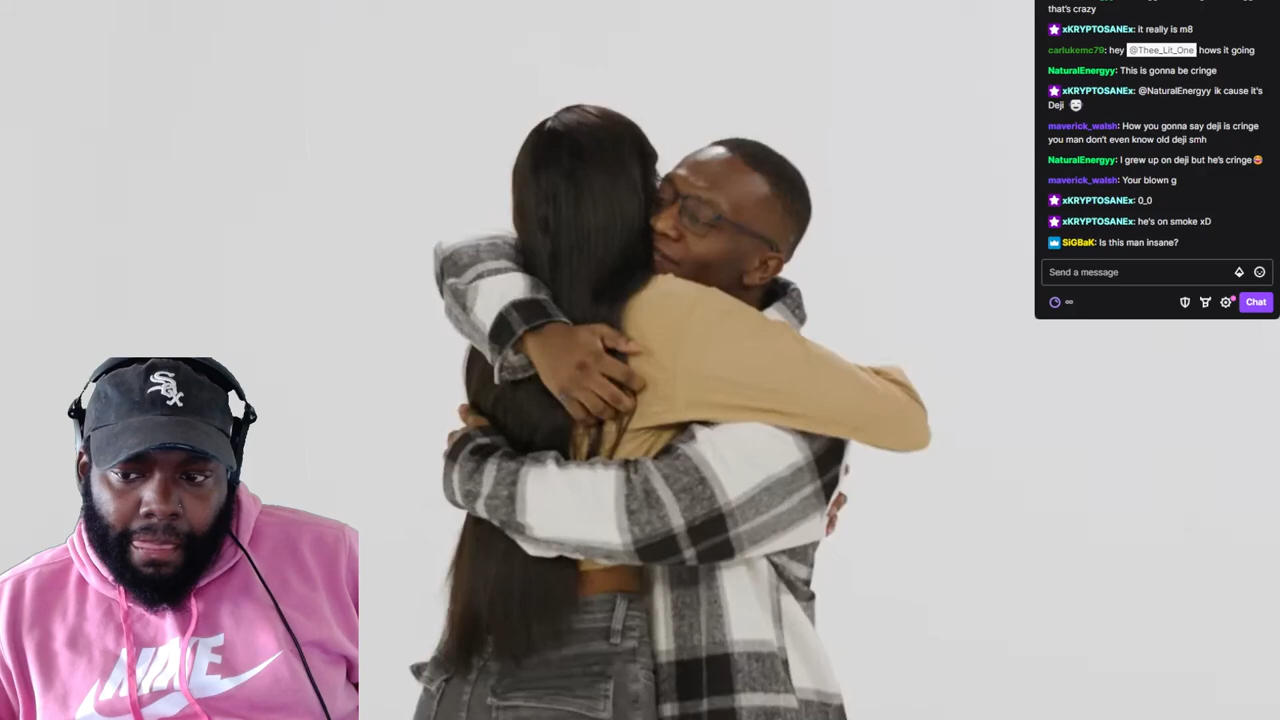 that's crazy
xKRYPTOSANEx: it really is m8
carlukemc79: hey @Thee_Lit_One hows it going
NaturalEnergyy: This is gonna be cringe
xKRYPTOSANEx: @NaturalEnergyy ik cause it's
Deji
maverick_walsh: How you gonna say deji is cringe
you man don't even know old deji smh
NaturalEnergyy: I grew up on deji but he's cringe
maverick_walsh: Your blown g
xKRYPTOSANEx: 0_0
xKRYPTOSANEx: he's on smoke xD
SiGBaK: Is this man insane?
Send a message
Chat
SOX
NIKE